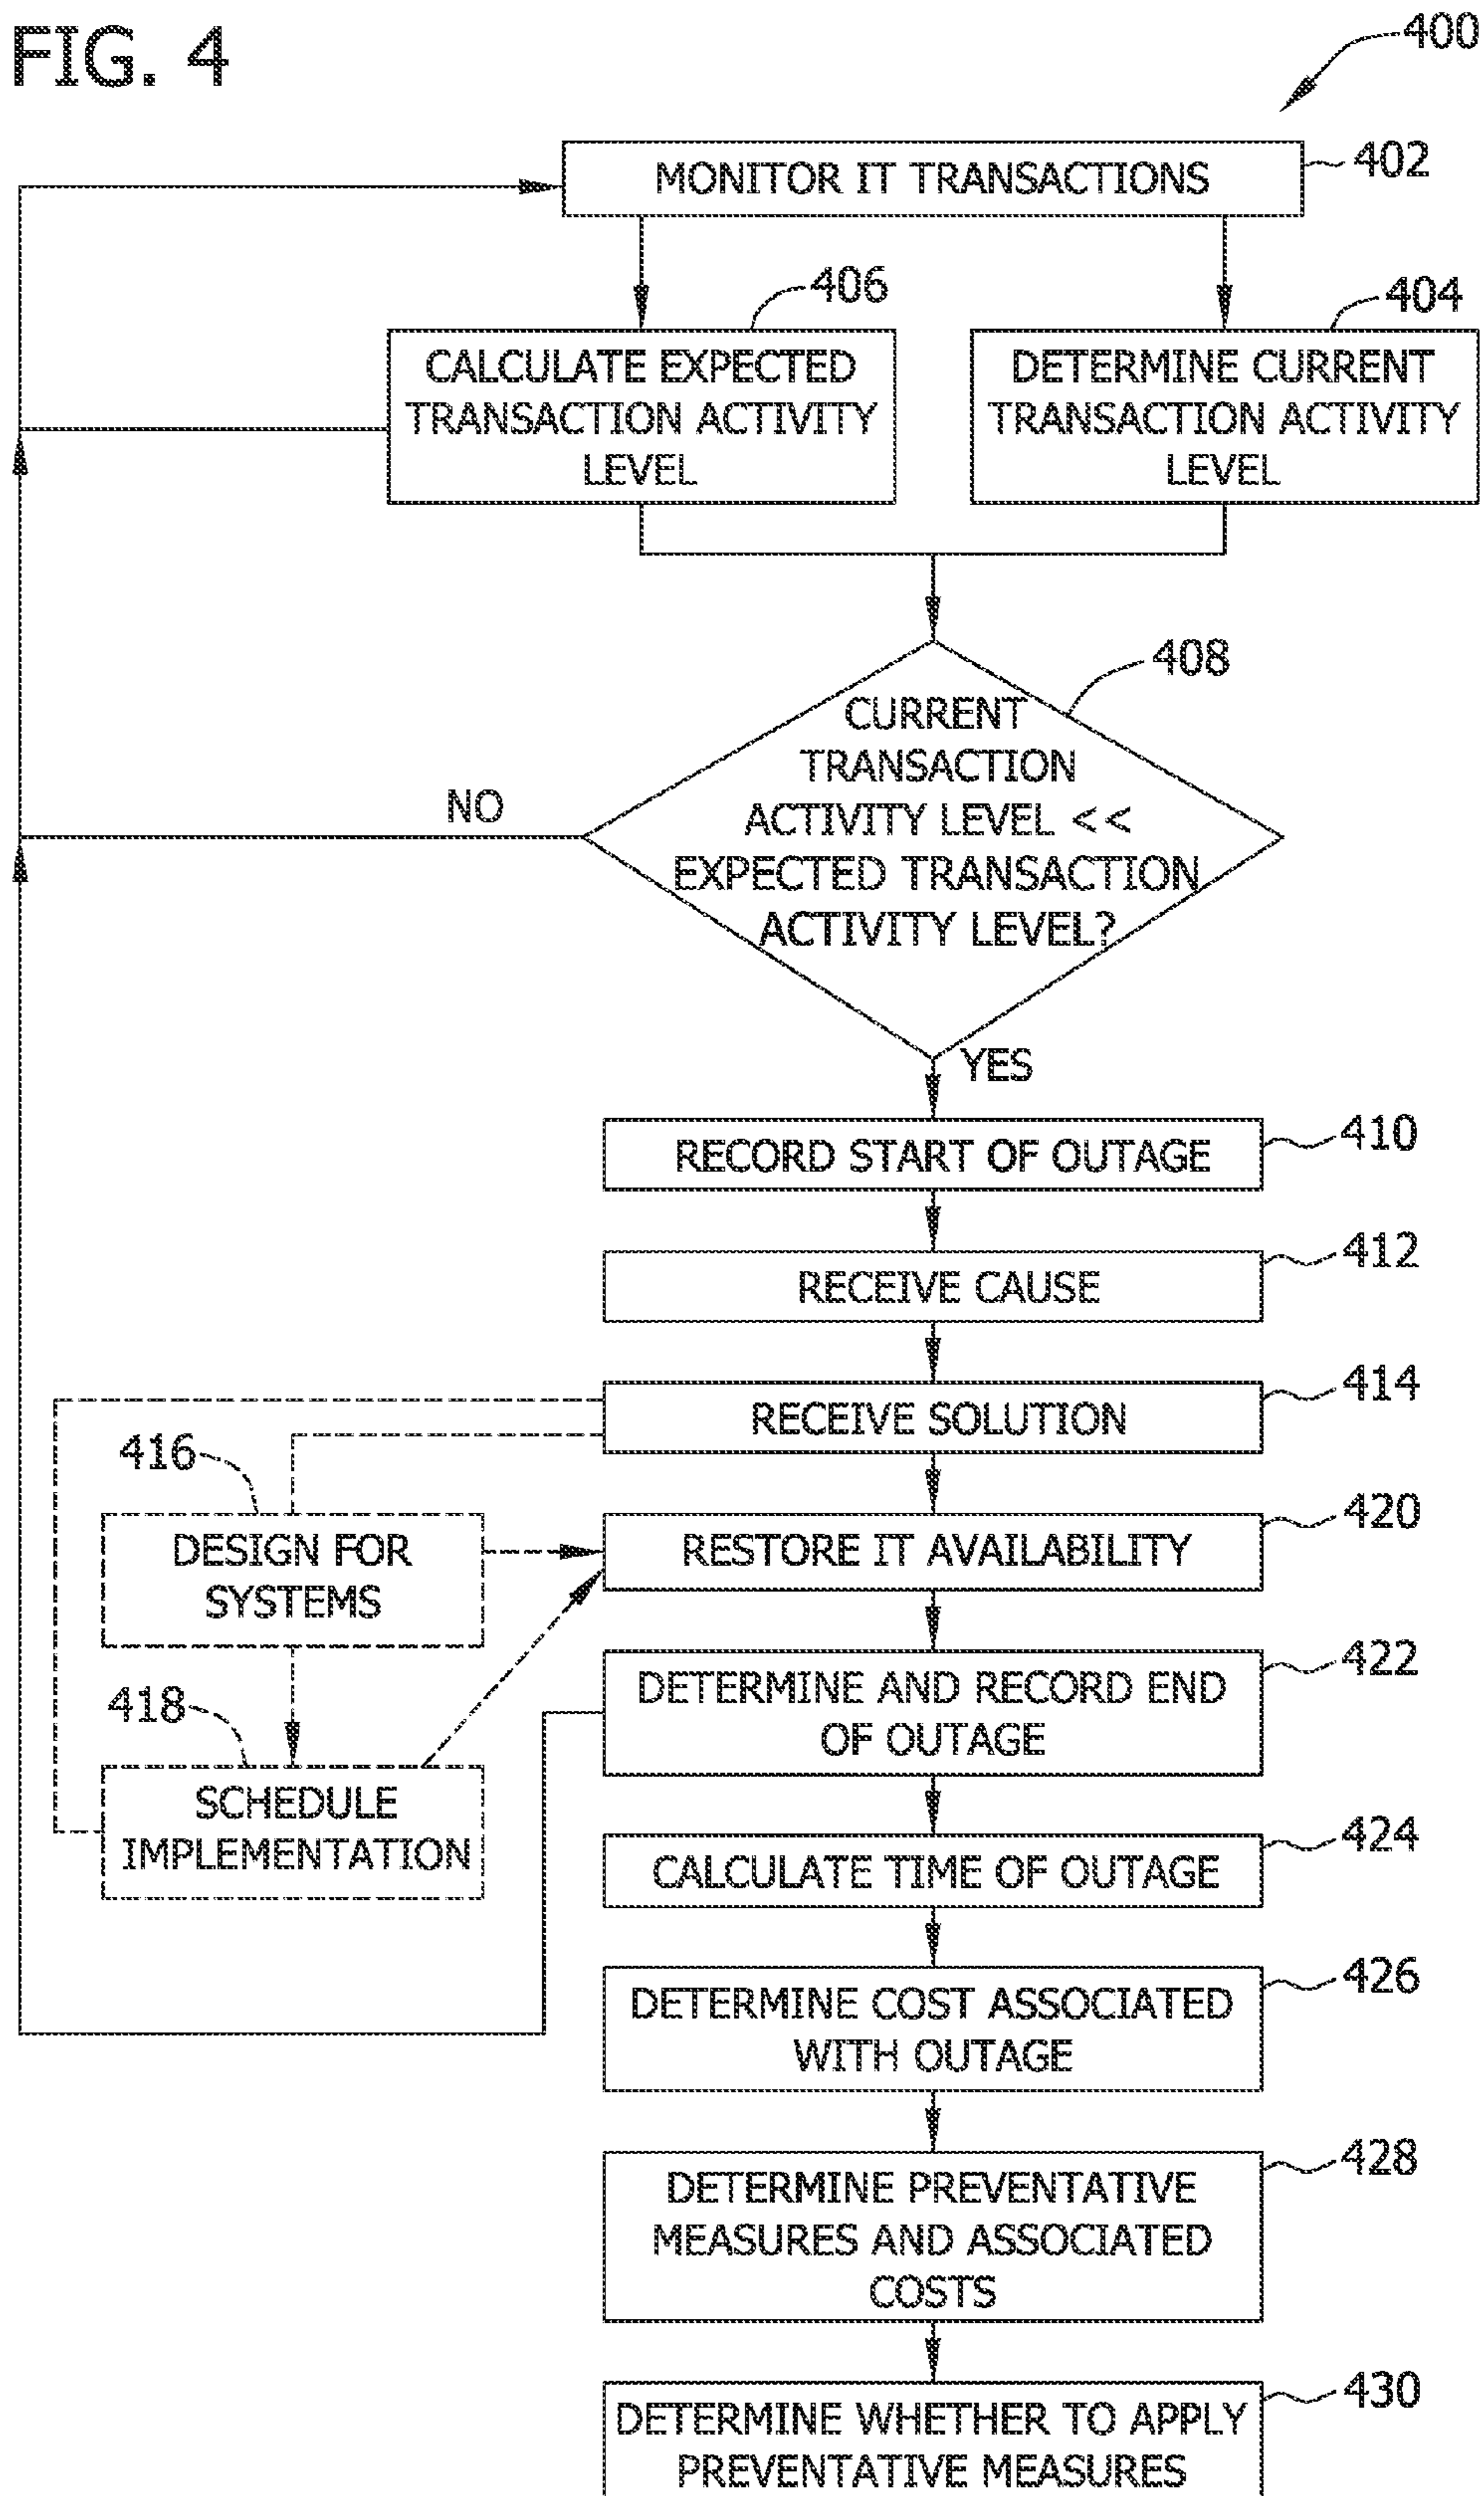 FIG. 4
400
MONITOR IT TRANSACTIONS
402
406
404
CALCULATE EXPECTED
TRANSACTION ACTIVITY
LEVEL
DETERMINE CURRENT
TRANSACTION ACTIVITY
LEVEL
408
CURRENT
TRANSACTION
ACTIVITY LEVEL <<
EXPECTED TRANSACTION
ACTIVITY LEVEL?
NO
YES
RECORD START OF OUTAGE
410
RECEIVE CAUSE
412
RECEIVE SOLUTION
414
416
DESIGN FOR
SYSTEMS
RESTORE IT AVAILABILITY
420
DETERMINE AND RECORD END
OF OUTAGE
422
418
SCHEDULE
IMPLEMENTATION
CALCULATE TIME OF OUTAGE
424
DETERMINE COST ASSOCIATED
WITH OUTAGE
426
DETERMINE PREVENTATIVE
MEASURES AND ASSOCIATED
COSTS
428
DETERMINE WHETHER TO APPLY
PREVENTATIVE MEASURES
430